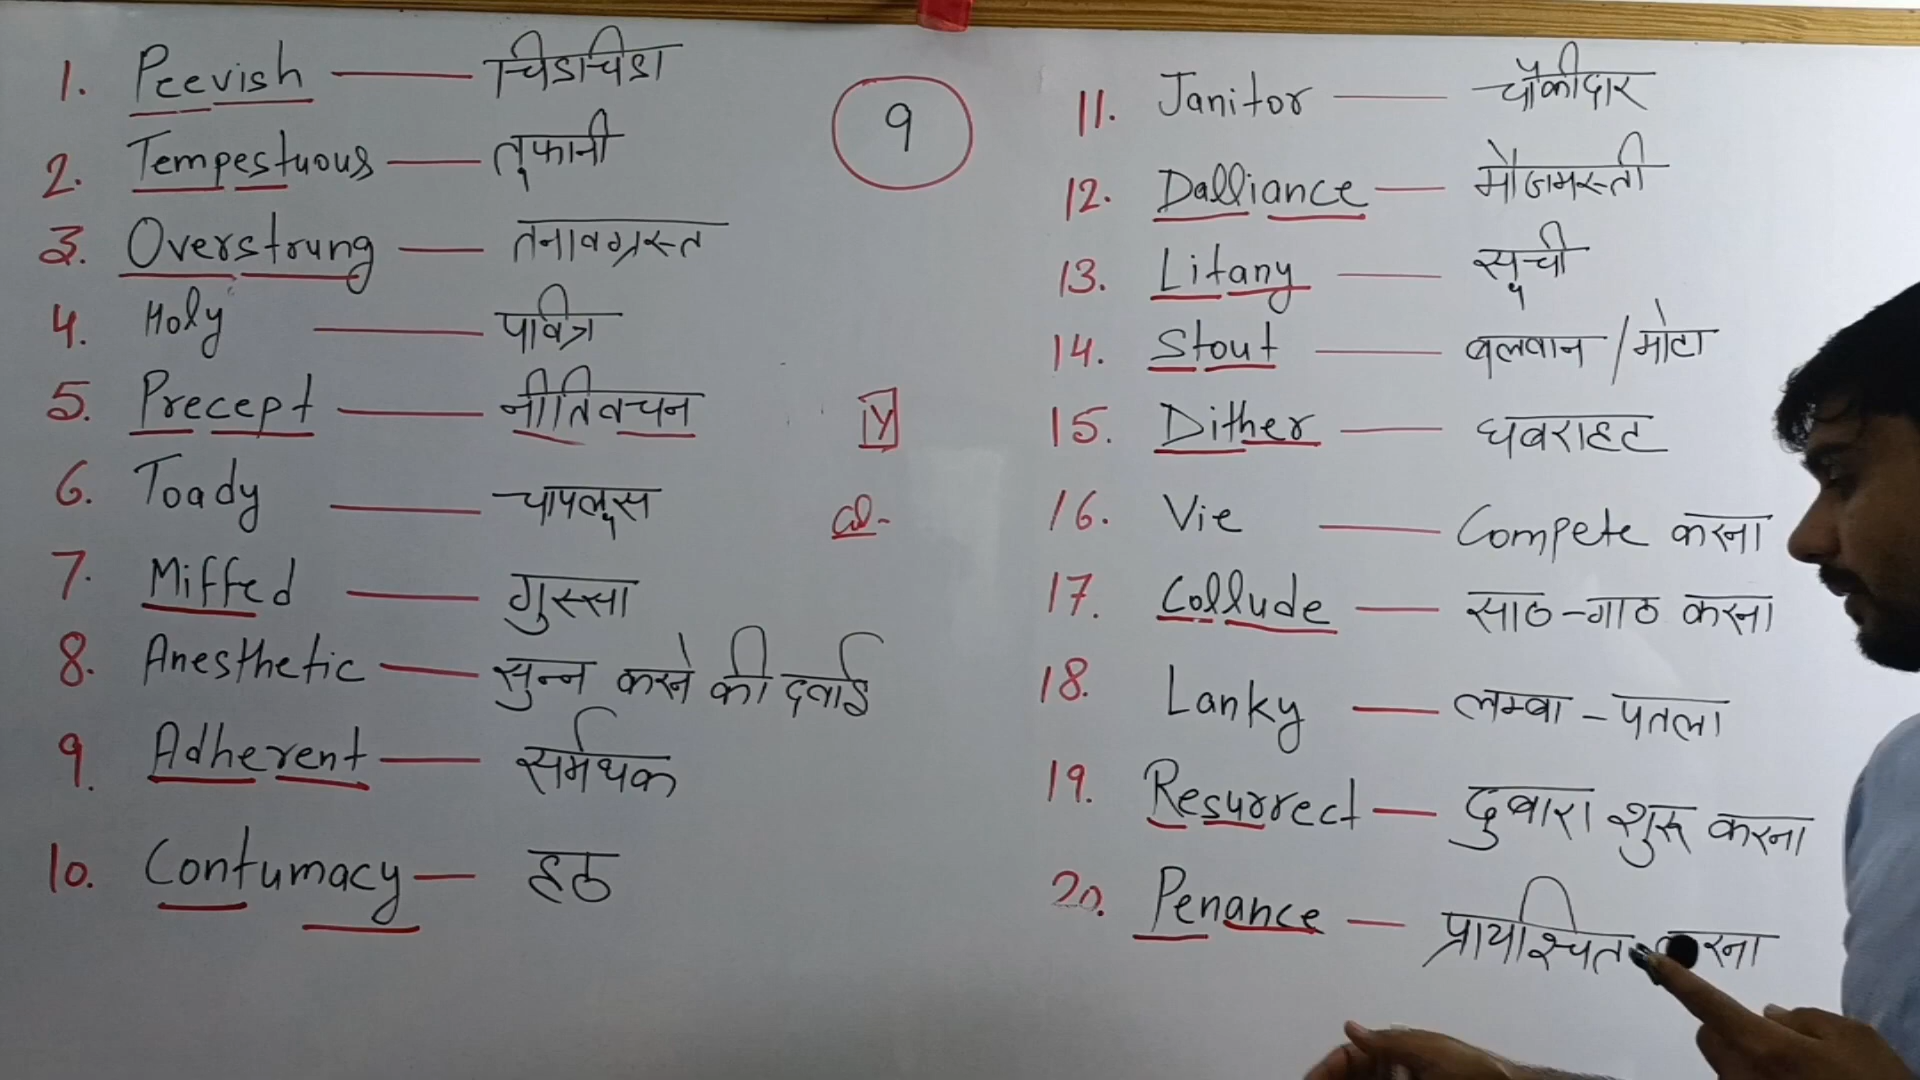 9
1. Peevish — चिडचिडा
2. Tempestuous — तूफानी
3. Overstrung — तनावग्रस्त
4. Holy — पवित्र
5. Precept — नीतिवचन
6. Toady — चापलूस
7. Miffed — गुस्सा
8. Anesthetic — सुन्न करने की दवाई
9. Adherent — सर्मथक
10. Contumacy — हठ
y
11. Janitor — चौकीदार
12. Dalliance — मौजमस्ती
13. Litany — सूची
14. Stout — बलवान / मोटा
15. Dither — घबराहट
16. Vie — Compete करना
17. Collude — साठ-गाठ करना
18. Lanky — लम्बा - पतला
19. Resurrect — दुबारा शुरू करना
20. Penance — प्रायश्चित करना